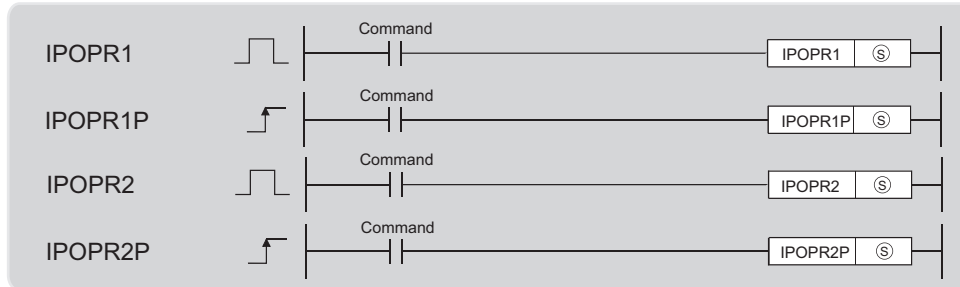 Command
IPOPR1 IPOPR1 Ⓢ
Command
IPOPR1P IPOPR1P Ⓢ
Command
IPOPR2 IPOPR2 Ⓢ
Command
IPOPR2P IPOPR2P Ⓢ